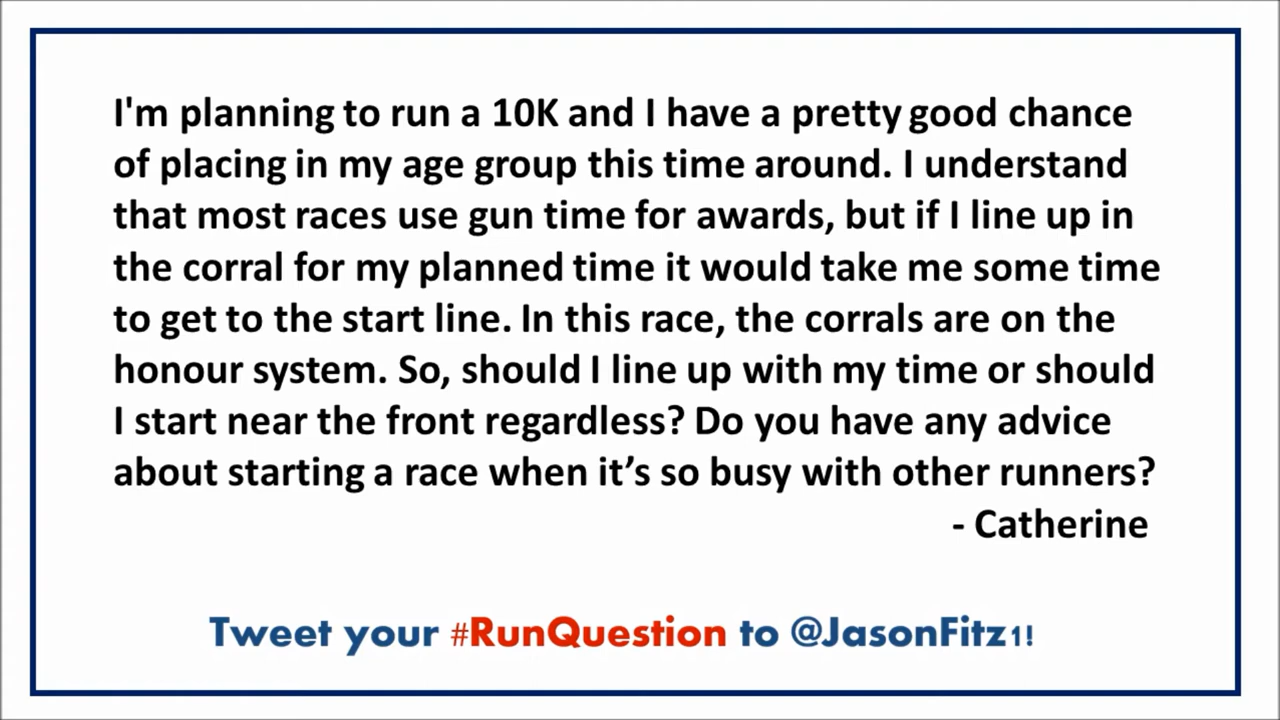 I'm planning to run a 10K and I have a pretty good chance
of placing in my age group this time around. I understand
that most races use gun time for awards, but if I line up in
the corral for my planned time it would take me some time
to get to the start line. In this race, the corrals are on the
honour system. So, should I line up with my time or should
I start near the front regardless? Do you have any advice
about starting a race when it’s so busy with other runners?
- Catherine
Tweet your #RunQuestion to @JasonFitz1!